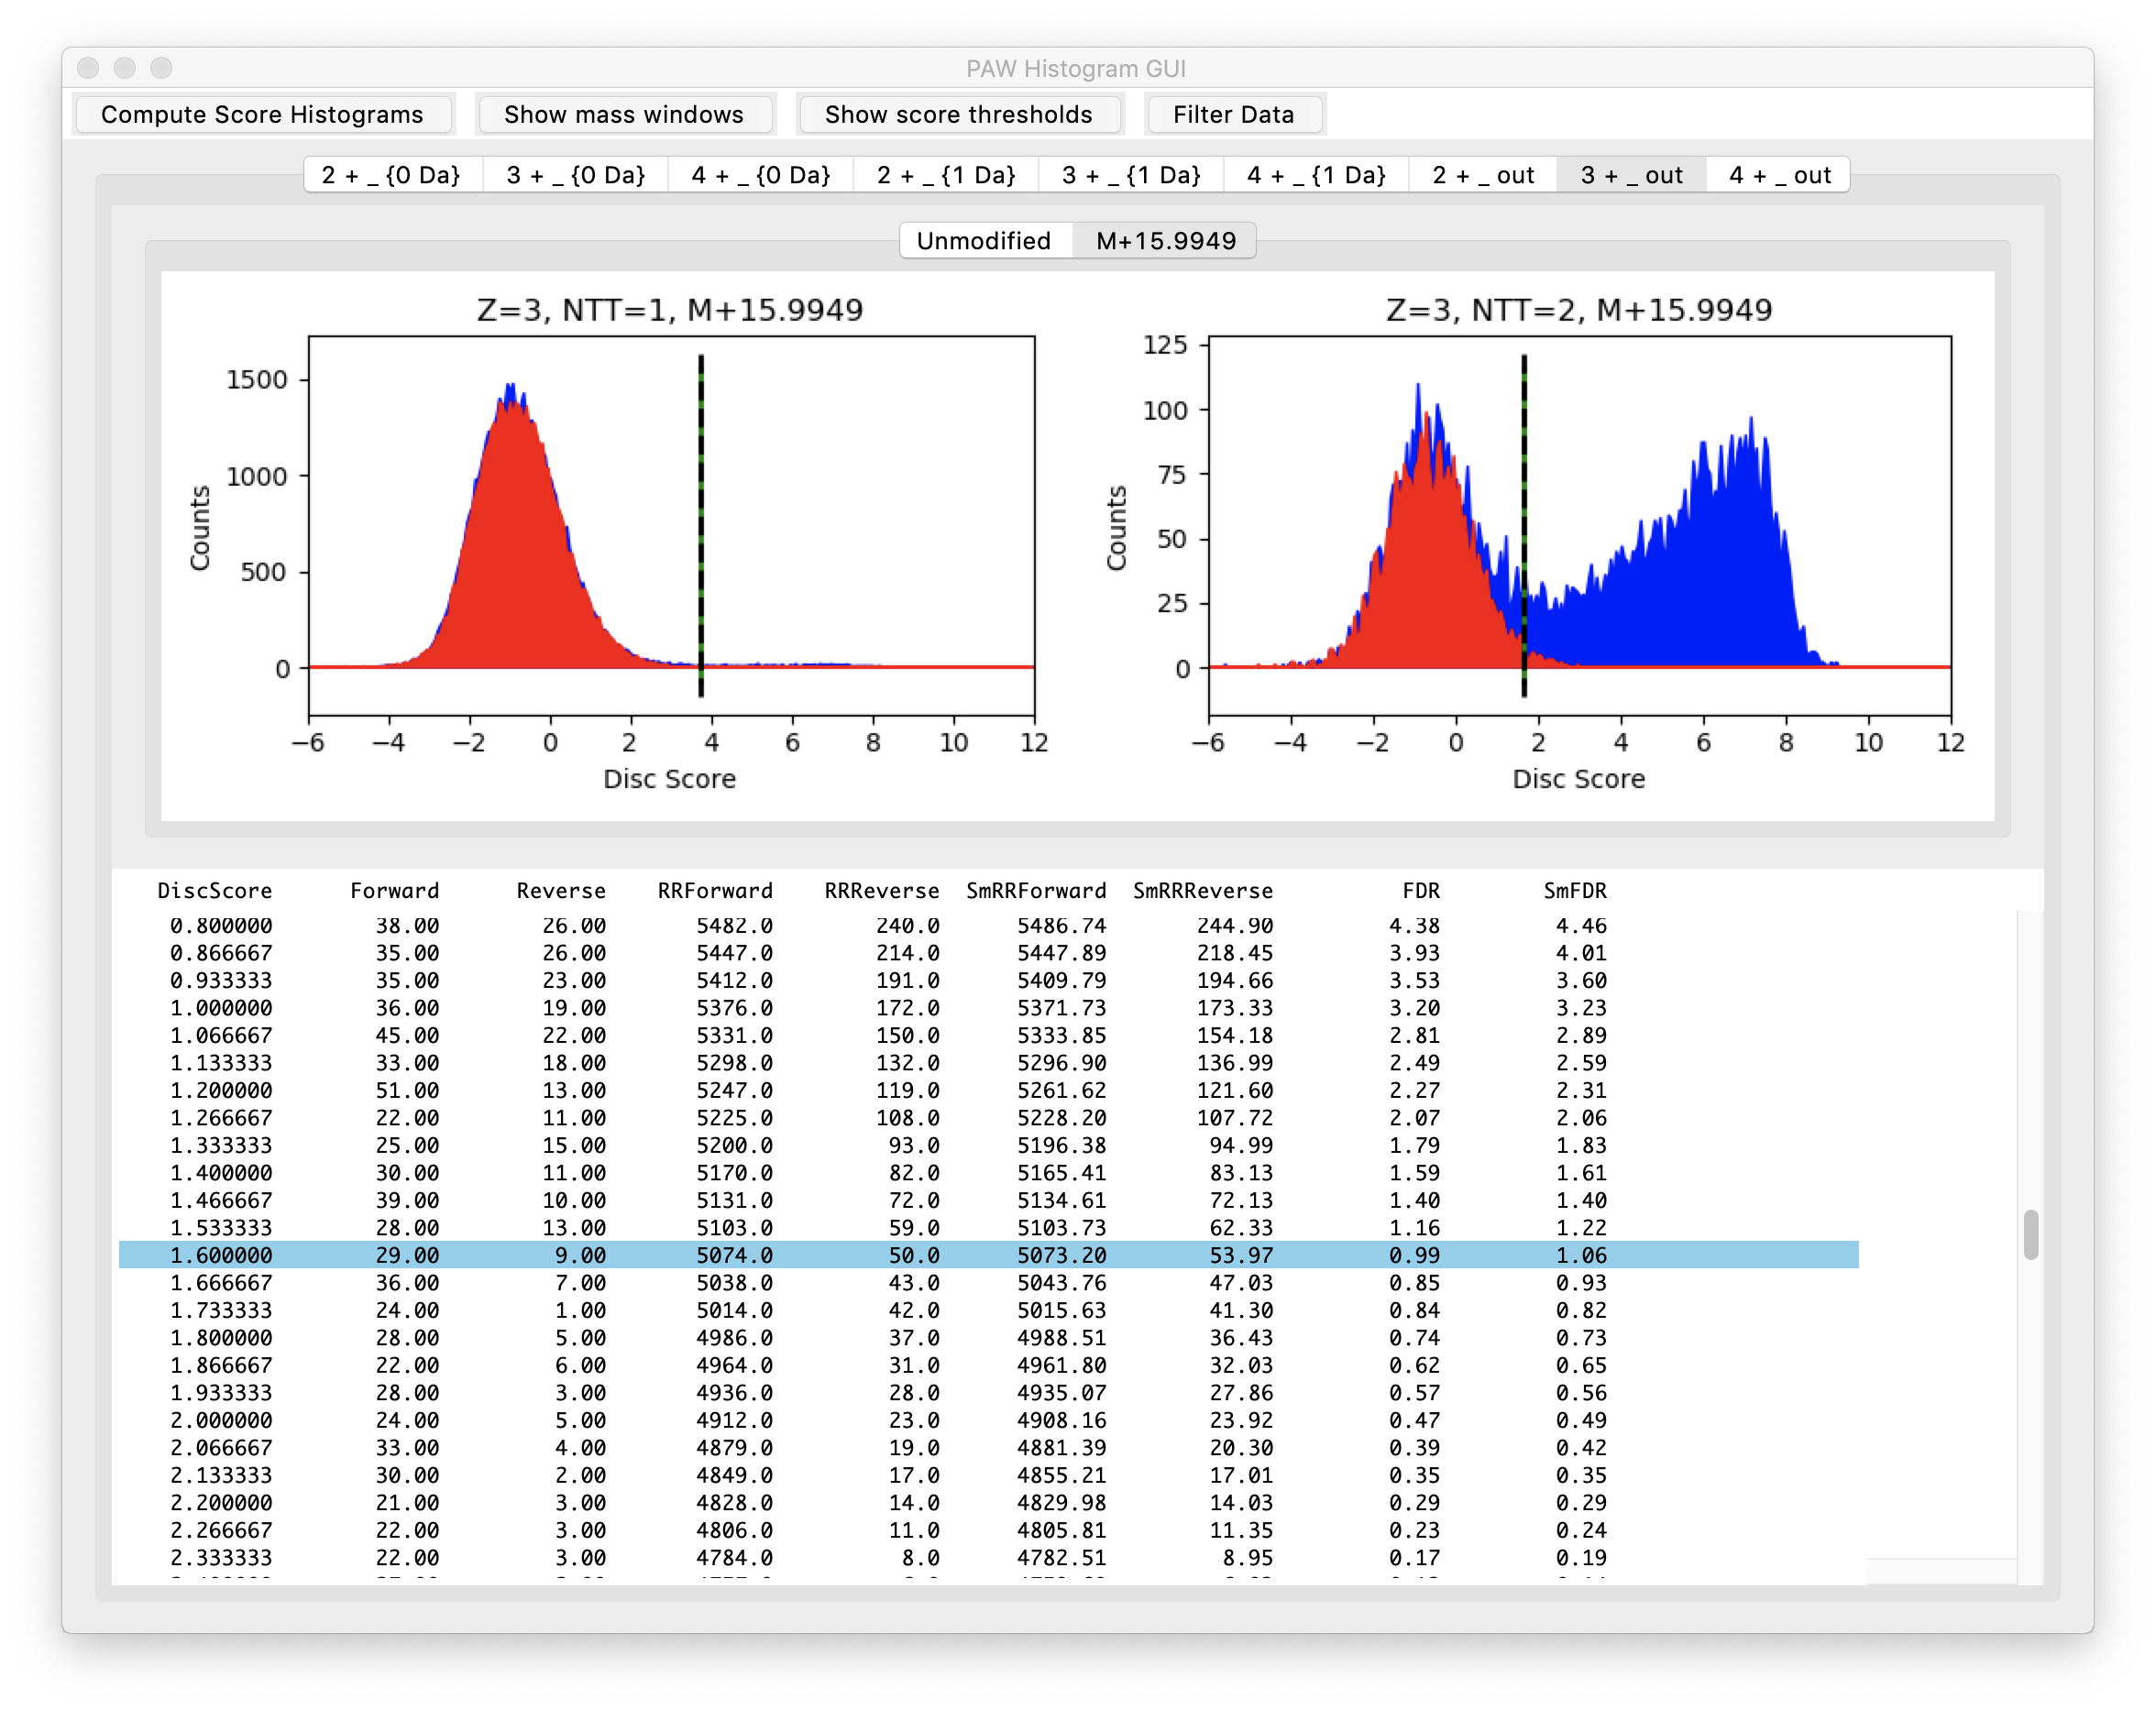 PAW Histogram GUI
Compute Score Histograms Show mass windows Show score thresholds Filter Data
2 + _ {0 Da} 3 + _ {0 Da} 4 + _ {0 Da} 2 + _ {1 Da} 3 + _ {1 Da} 4 + _ {1 Da} 2 + _ out 3 + _ out 4 + _ out
Unmodified M+15.9949
Z=3, NTT=1, M+15.9949
1500
1000
500
0
Counts
−6 −4 −2 0 2 4 6 8 10 12
Disc Score
Z=3, NTT=2, M+15.9949
125
100
75
50
25
0
Counts
−6 −4 −2 0 2 4 6 8 10 12
Disc Score
DiscScore Forward Reverse RRForward RRReverse SmRRForward SmRRReverse FDR SmFDR
0.800000 38.00 26.00 5482.0 240.0 5486.74 244.90 4.38 4.46
0.866667 35.00 26.00 5447.0 214.0 5447.89 218.45 3.93 4.01
0.933333 35.00 23.00 5412.0 191.0 5409.79 194.66 3.53 3.60
1.000000 36.00 19.00 5376.0 172.0 5371.73 173.33 3.20 3.23
1.066667 45.00 22.00 5331.0 150.0 5333.85 154.18 2.81 2.89
1.133333 33.00 18.00 5298.0 132.0 5296.90 136.99 2.49 2.59
1.200000 51.00 13.00 5247.0 119.0 5261.62 121.60 2.27 2.31
1.266667 22.00 11.00 5225.0 108.0 5228.20 107.72 2.07 2.06
1.333333 25.00 15.00 5200.0 93.0 5196.38 94.99 1.79 1.83
1.400000 30.00 11.00 5170.0 82.0 5165.41 83.13 1.59 1.61
1.466667 39.00 10.00 5131.0 72.0 5134.61 72.13 1.40 1.40
1.533333 28.00 13.00 5103.0 59.0 5103.73 62.33 1.16 1.22
1.600000 29.00 9.00 5074.0 50.0 5073.20 53.97 0.99 1.06
1.666667 36.00 7.00 5038.0 43.0 5043.76 47.03 0.85 0.93
1.733333 24.00 1.00 5014.0 42.0 5015.63 41.30 0.84 0.82
1.800000 28.00 5.00 4986.0 37.0 4988.51 36.43 0.74 0.73
1.866667 22.00 6.00 4964.0 31.0 4961.80 32.03 0.62 0.65
1.933333 28.00 3.00 4936.0 28.0 4935.07 27.86 0.57 0.56
2.000000 24.00 5.00 4912.0 23.0 4908.16 23.92 0.47 0.49
2.066667 33.00 4.00 4879.0 19.0 4881.39 20.30 0.39 0.42
2.133333 30.00 2.00 4849.0 17.0 4855.21 17.01 0.35 0.35
2.200000 21.00 3.00 4828.0 14.0 4829.98 14.03 0.29 0.29
2.266667 22.00 3.00 4806.0 11.0 4805.81 11.35 0.23 0.24
2.333333 22.00 3.00 4784.0 8.0 4782.51 8.95 0.17 0.19